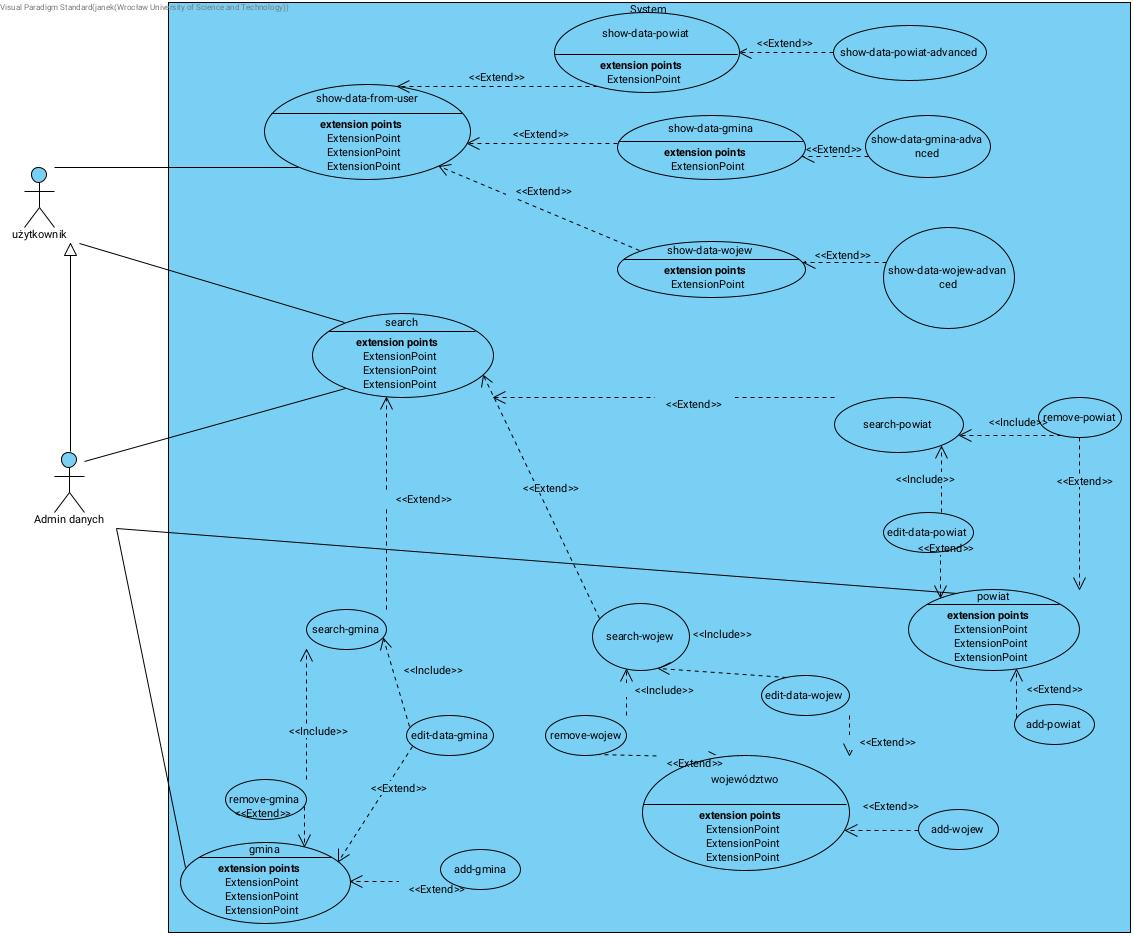 Visual Paradigm Standard(janek(Wrocław University of Science and Technology))
System
show-data-powiat
extension points
ExtensionPoint
<<Extend>>
show-data-powiat-advanced
<<Extend>>
show-data-from-user
extension points
ExtensionPoint
ExtensionPoint
ExtensionPoint
<<Extend>>
show-data-gmina
extension points
ExtensionPoint
<<Extend>>
show-data-gmina-adva
nced
<<Extend>>
użytkownik
show-data-wojew
extension points
ExtensionPoint
<<Extend>>
show-data-wojew-advan
ced
search
extension points
ExtensionPoint
ExtensionPoint
ExtensionPoint
<<Extend>>
search-powiat
<<Include>>
remove-powiat
<<Extend>>
<<Extend>>
<<Include>>
<<Extend>>
Admin danych
edit-data-powiat
<<Extend>>
powiat
extension points
ExtensionPoint
ExtensionPoint
ExtensionPoint
search-gmina
search-wojew
<<Include>>
<<Include>>
<<Include>>
edit-data-wojew
<<Extend>>
add-powiat
<<Include>>
edit-data-gmina
remove-wojew
<<Extend>>
<<Extend>>
województwo
extension points
ExtensionPoint
ExtensionPoint
ExtensionPoint
<<Extend>>
remove-gmina
<<Extend>>
<<Extend>>
add-wojew
gmina
extension points
ExtensionPoint
ExtensionPoint
ExtensionPoint
add-gmina
<<Extend>>